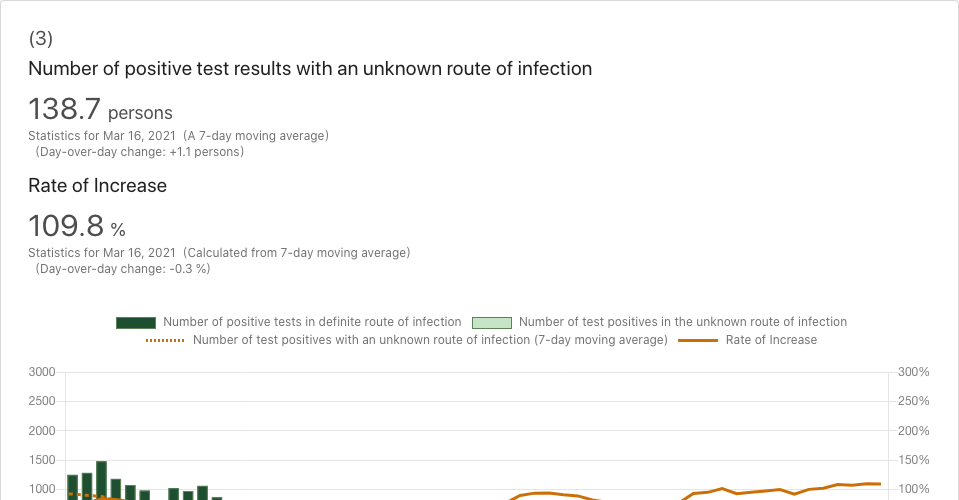 (3)
Number of positive test results with an unknown route of infection
138.7 persons
Statistics for Mar 16, 2021 (A 7-day moving average)
(Day-over-day change: +1.1 persons)
Rate of Increase
109.8 %
Statistics for Mar 16, 2021 (Calculated from 7-day moving average)
(Day-over-day change: -0.3 %)
Number of positive tests in definite route of infection Number of test positives in the unknown route of infection
Number of test positives with an unknown route of infection (7-day moving average) Rate of Increase
3000 300%
2500 250%
2000 200%
1500 150%
1000 100%